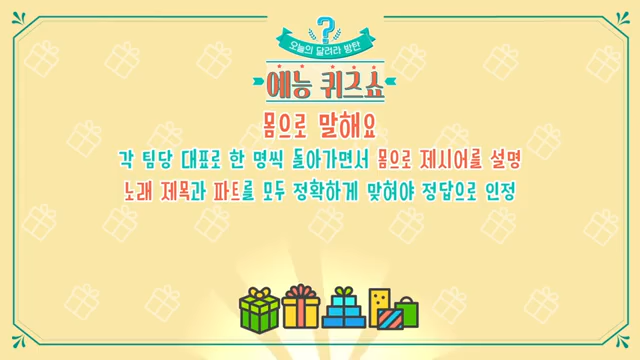 ?
오늘의 달려라 방탄
예능 퀴즈쇼
몸으로 말해요
각 팀당 대표로 한 명씩 돌아가면서 몸으로 제시어를 설명
노래 제목과 파트를 모두 정확하게 맞혀야 정답으로 인정